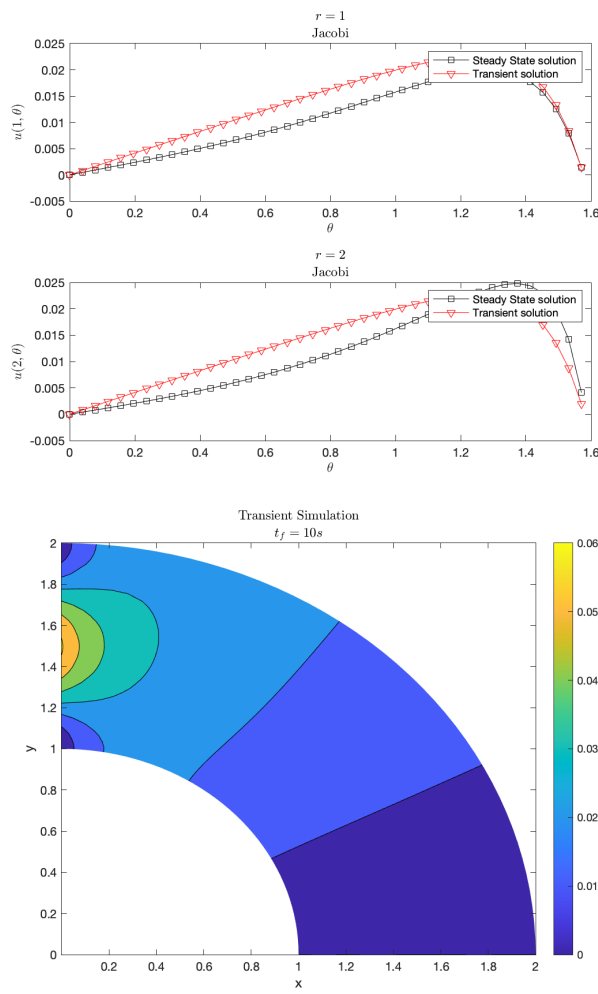 r = 1
Jacobi
0.025
0.02
0.015
0.01
0.005
0
-0.005
u(1, θ)
Steady State solution
Transient solution
0 0.2 0.4 0.6 0.8 1 1.2 1.4 1.6
θ
r = 2
Jacobi
0.025
0.02
0.015
0.01
0.005
0
-0.005
u(2, θ)
Steady State solution
Transient solution
0 0.2 0.4 0.6 0.8 1 1.2 1.4 1.6
θ
Transient Simulation
t_f = 10s
2
1.8
1.6
1.4
1.2
1
0.8
0.6
0.4
0.2
0
y
0.2 0.4 0.6 0.8 1 1.2 1.4 1.6 1.8 2
x
0.06
0.05
0.04
0.03
0.02
0.01
0